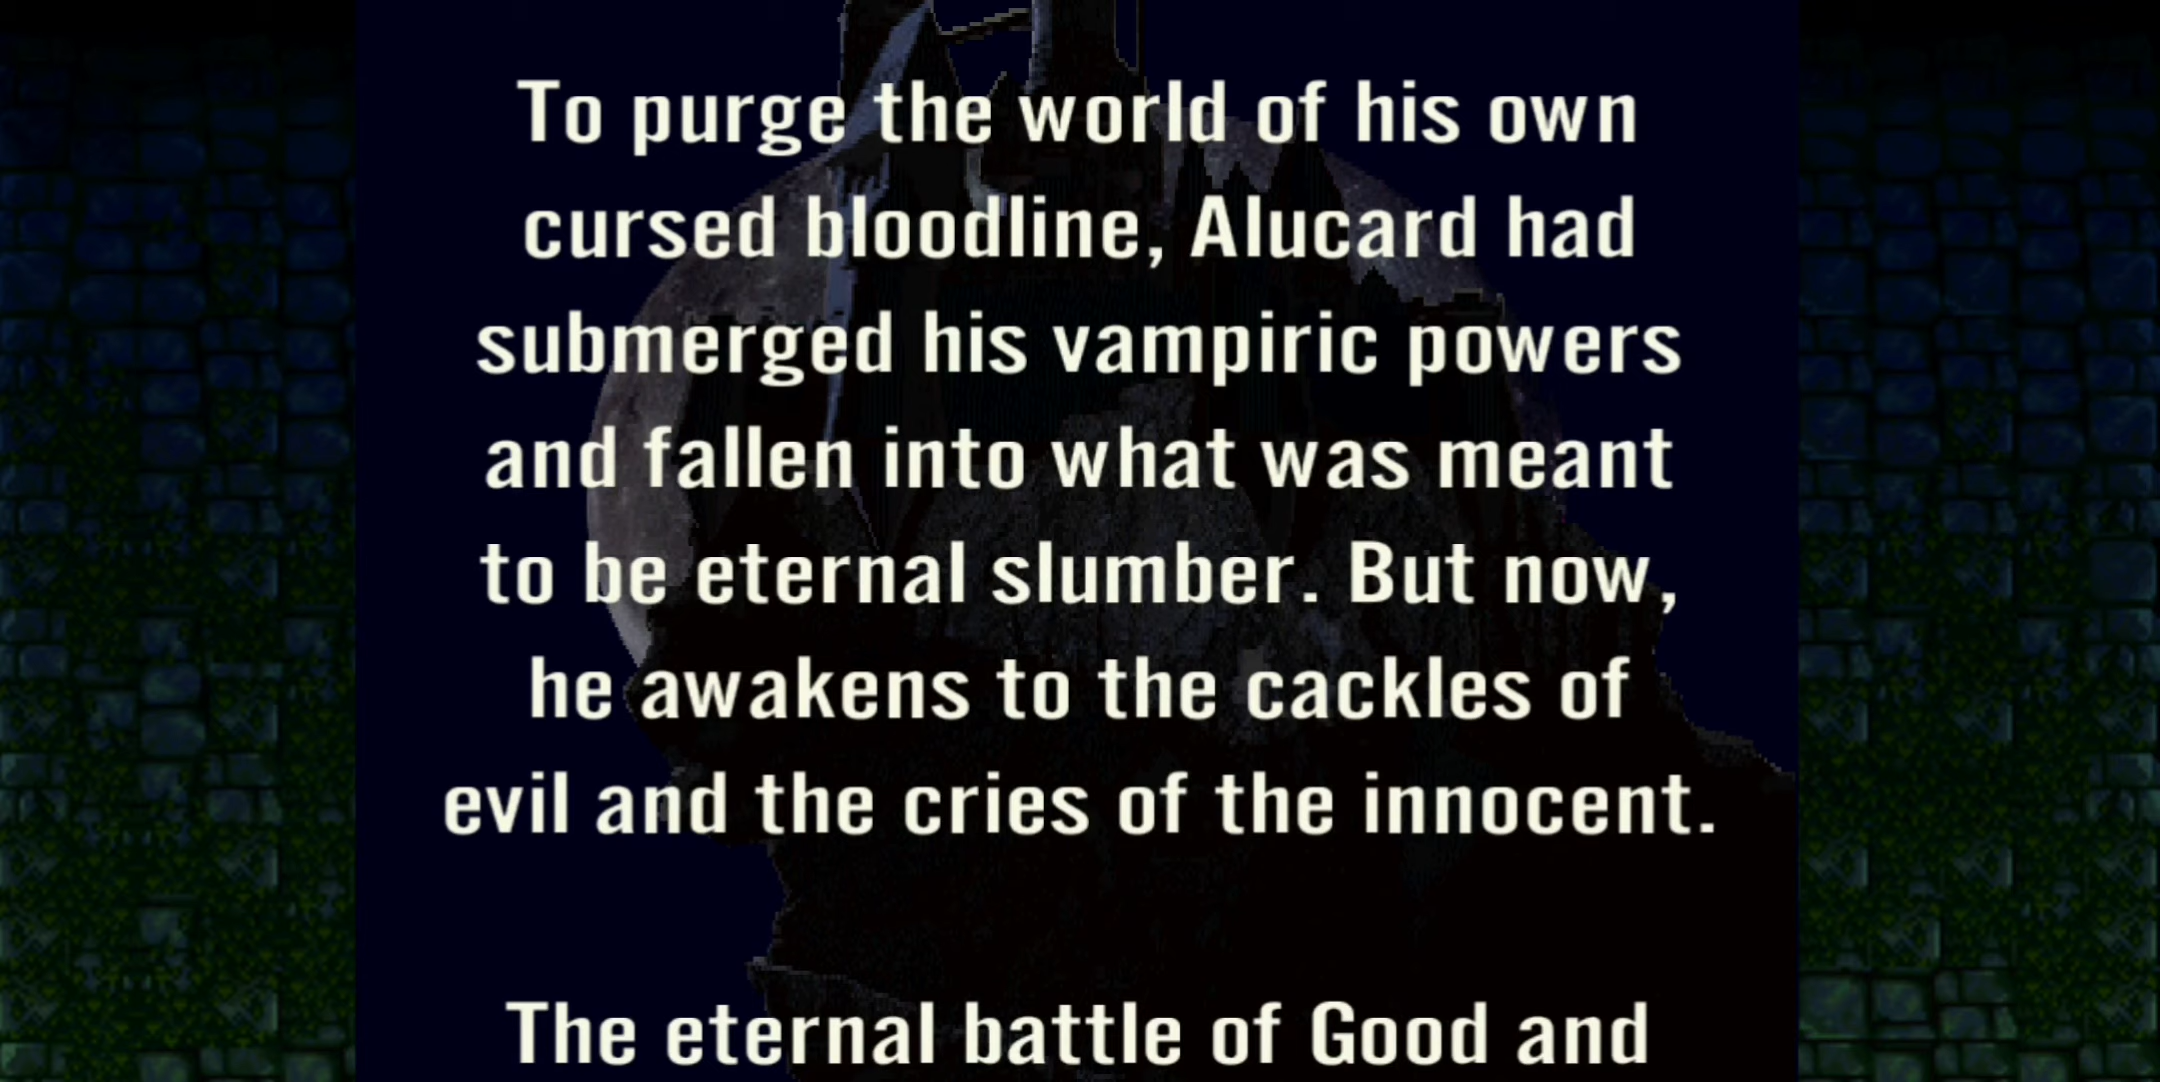 To purge the world of his own
cursed bloodline, Alucard had
submerged his vampiric powers
and fallen into what was meant
to be eternal slumber. But now,
he awakens to the cackles of
evil and the cries of the innocent.
The eternal battle of Good and